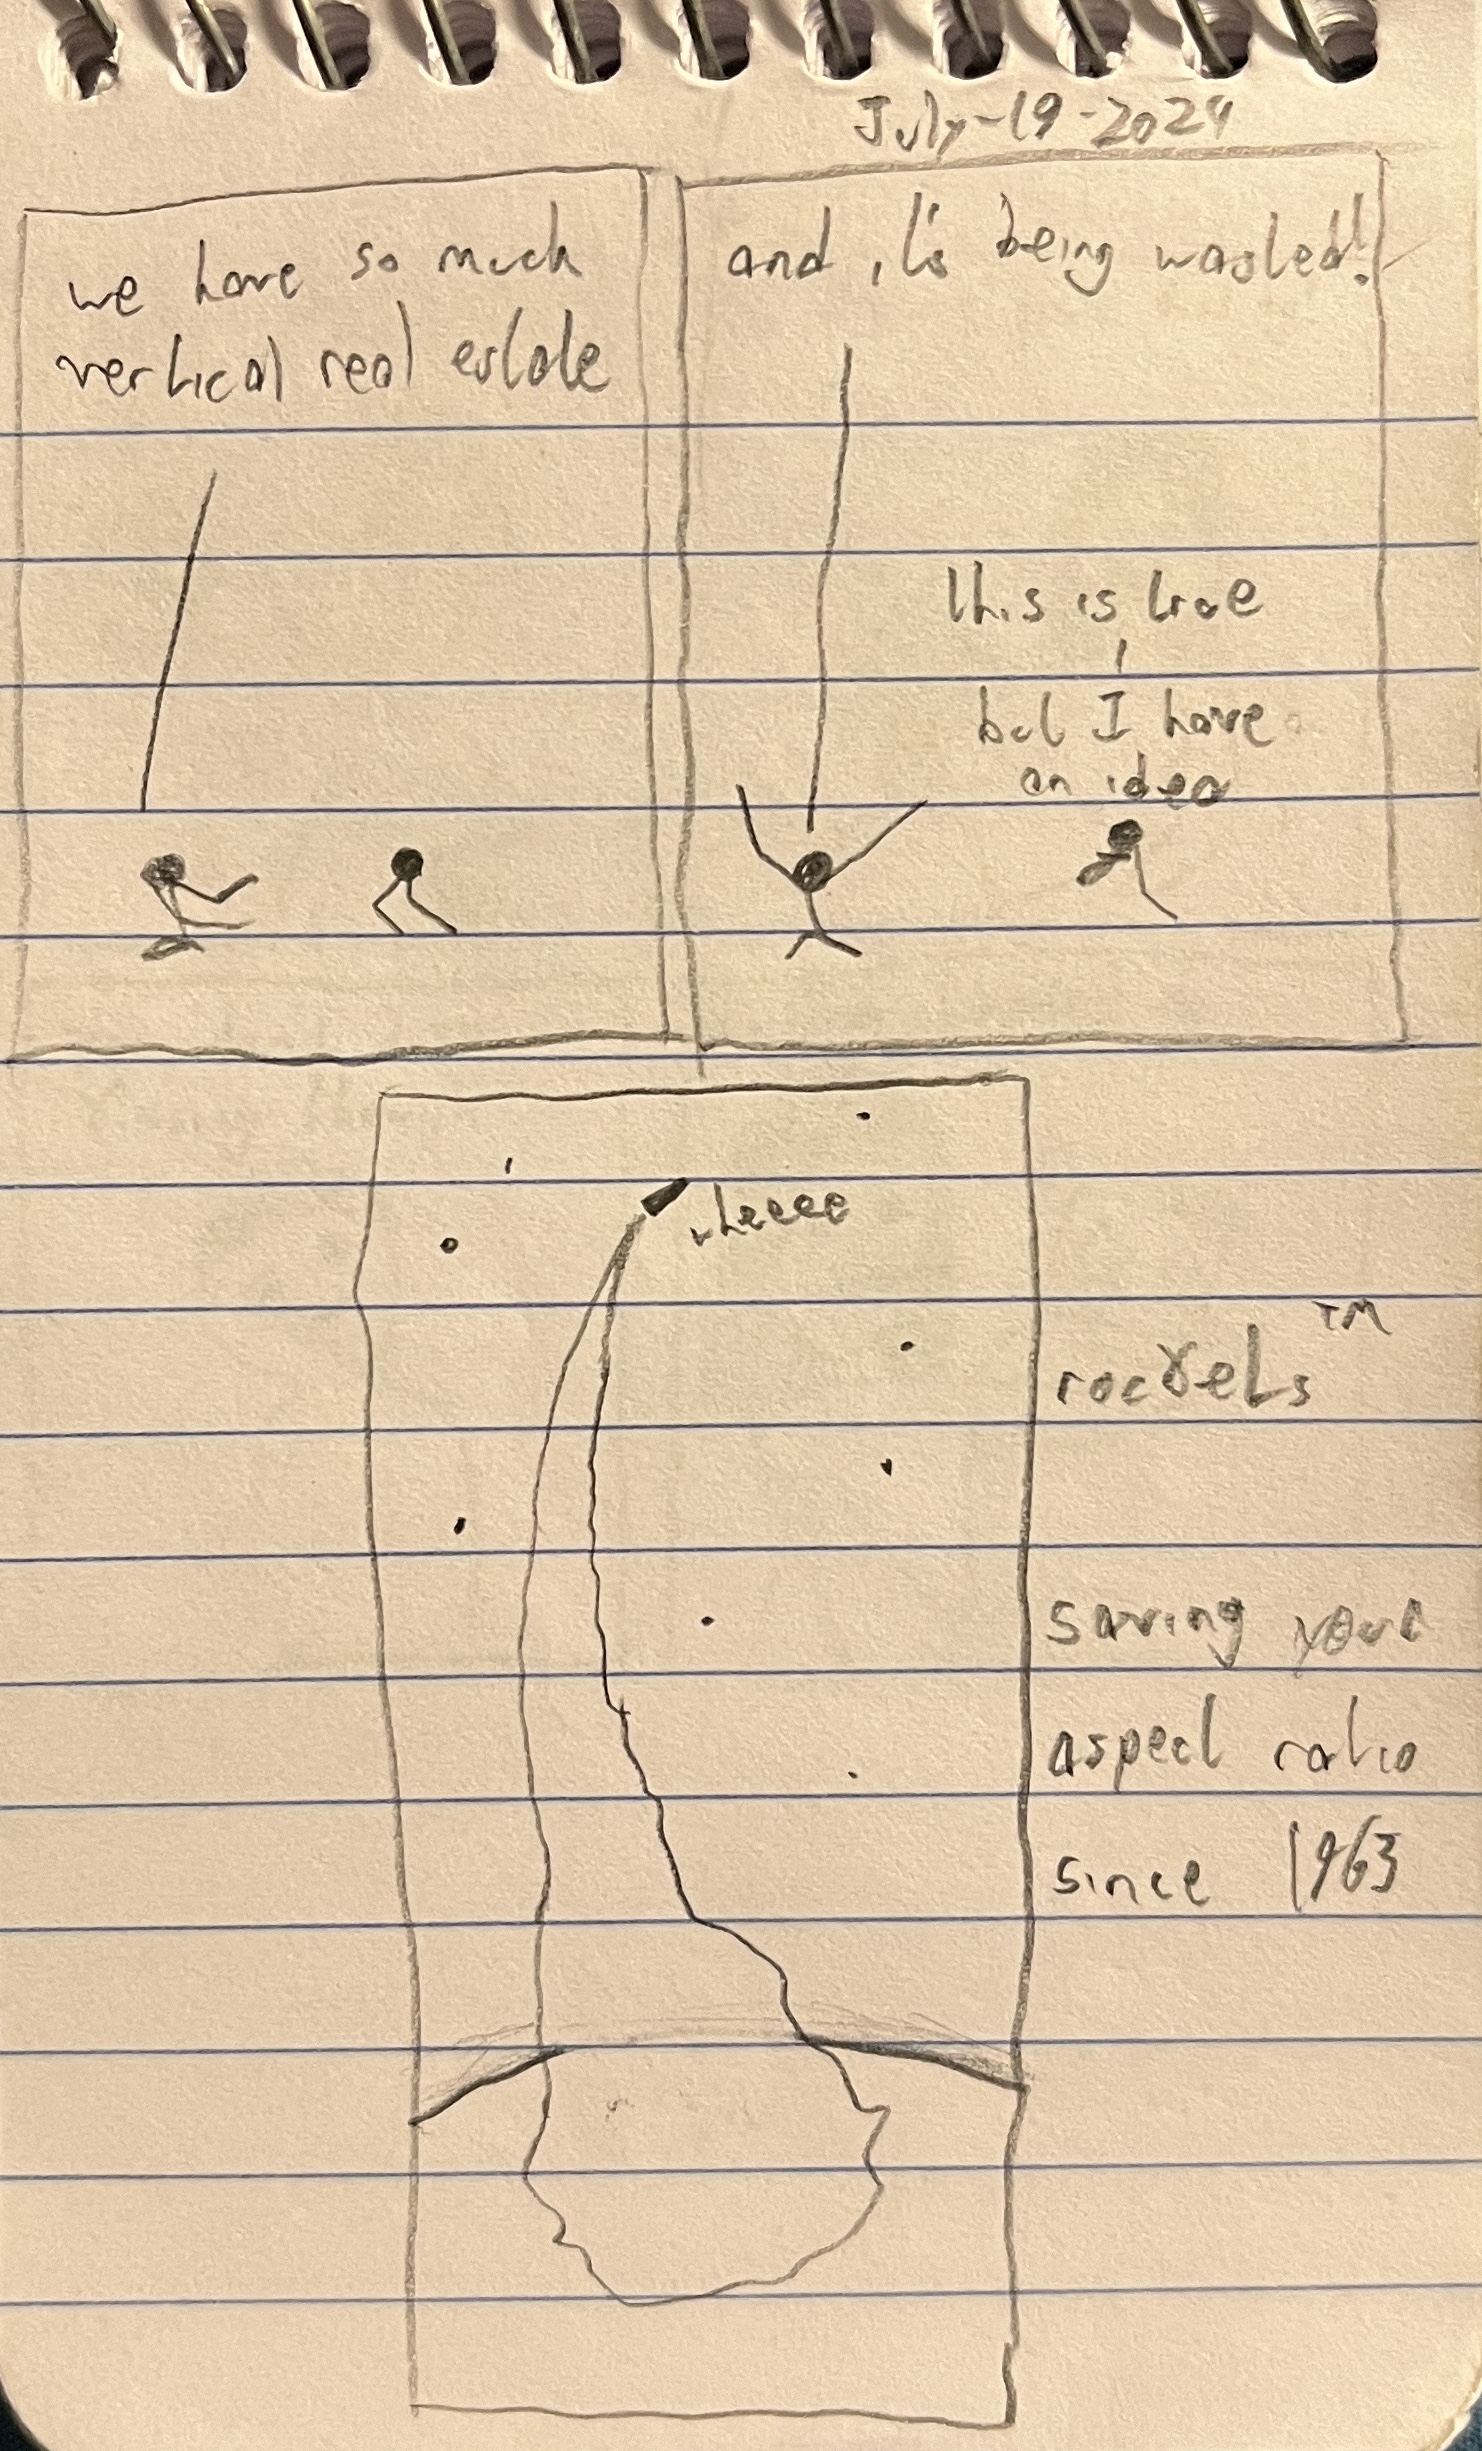 July-19-2024
we have so much
vertical real estate
and it's being wasted!
this is true
but I have
an idea
wheeee
rockets™
saving your
aspect ratio
since 1963